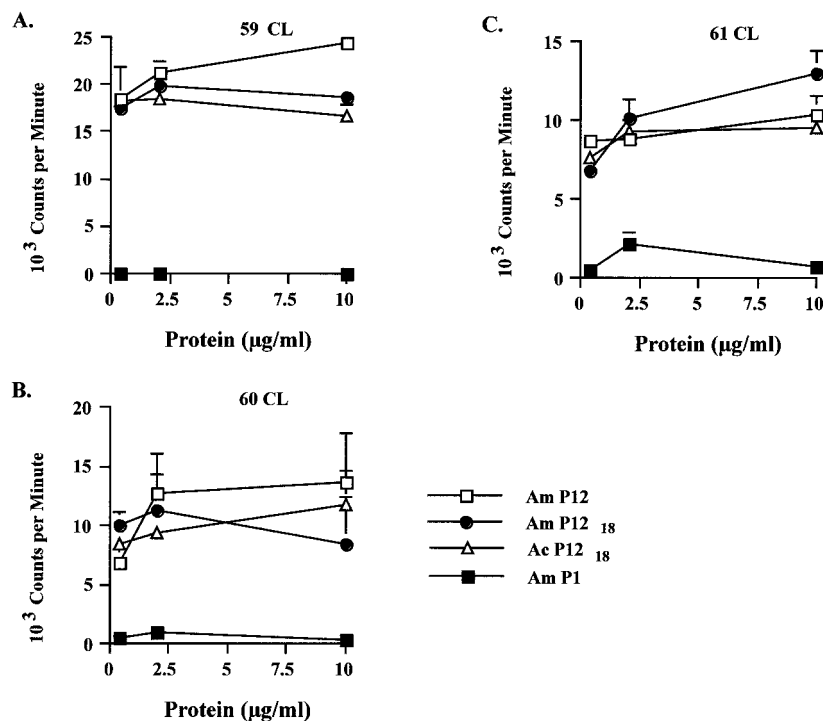 A.
59 CL
25
20
15
10
5
0
10 3 Counts per Minute
0
2.5
5
7.5
10
Protein (µg/ml)
C.
61 CL
15
10
5
0
10 3 Counts per Minute
0
2.5
5
7.5
10
Protein (µg/ml)
B.
60 CL
20
15
10
5
0
10 3 Counts per Minute
0
2.5
5
7.5
10
Protein (µg/ml)
Am P12
Am P12 18
Ac P12 18
Am P1